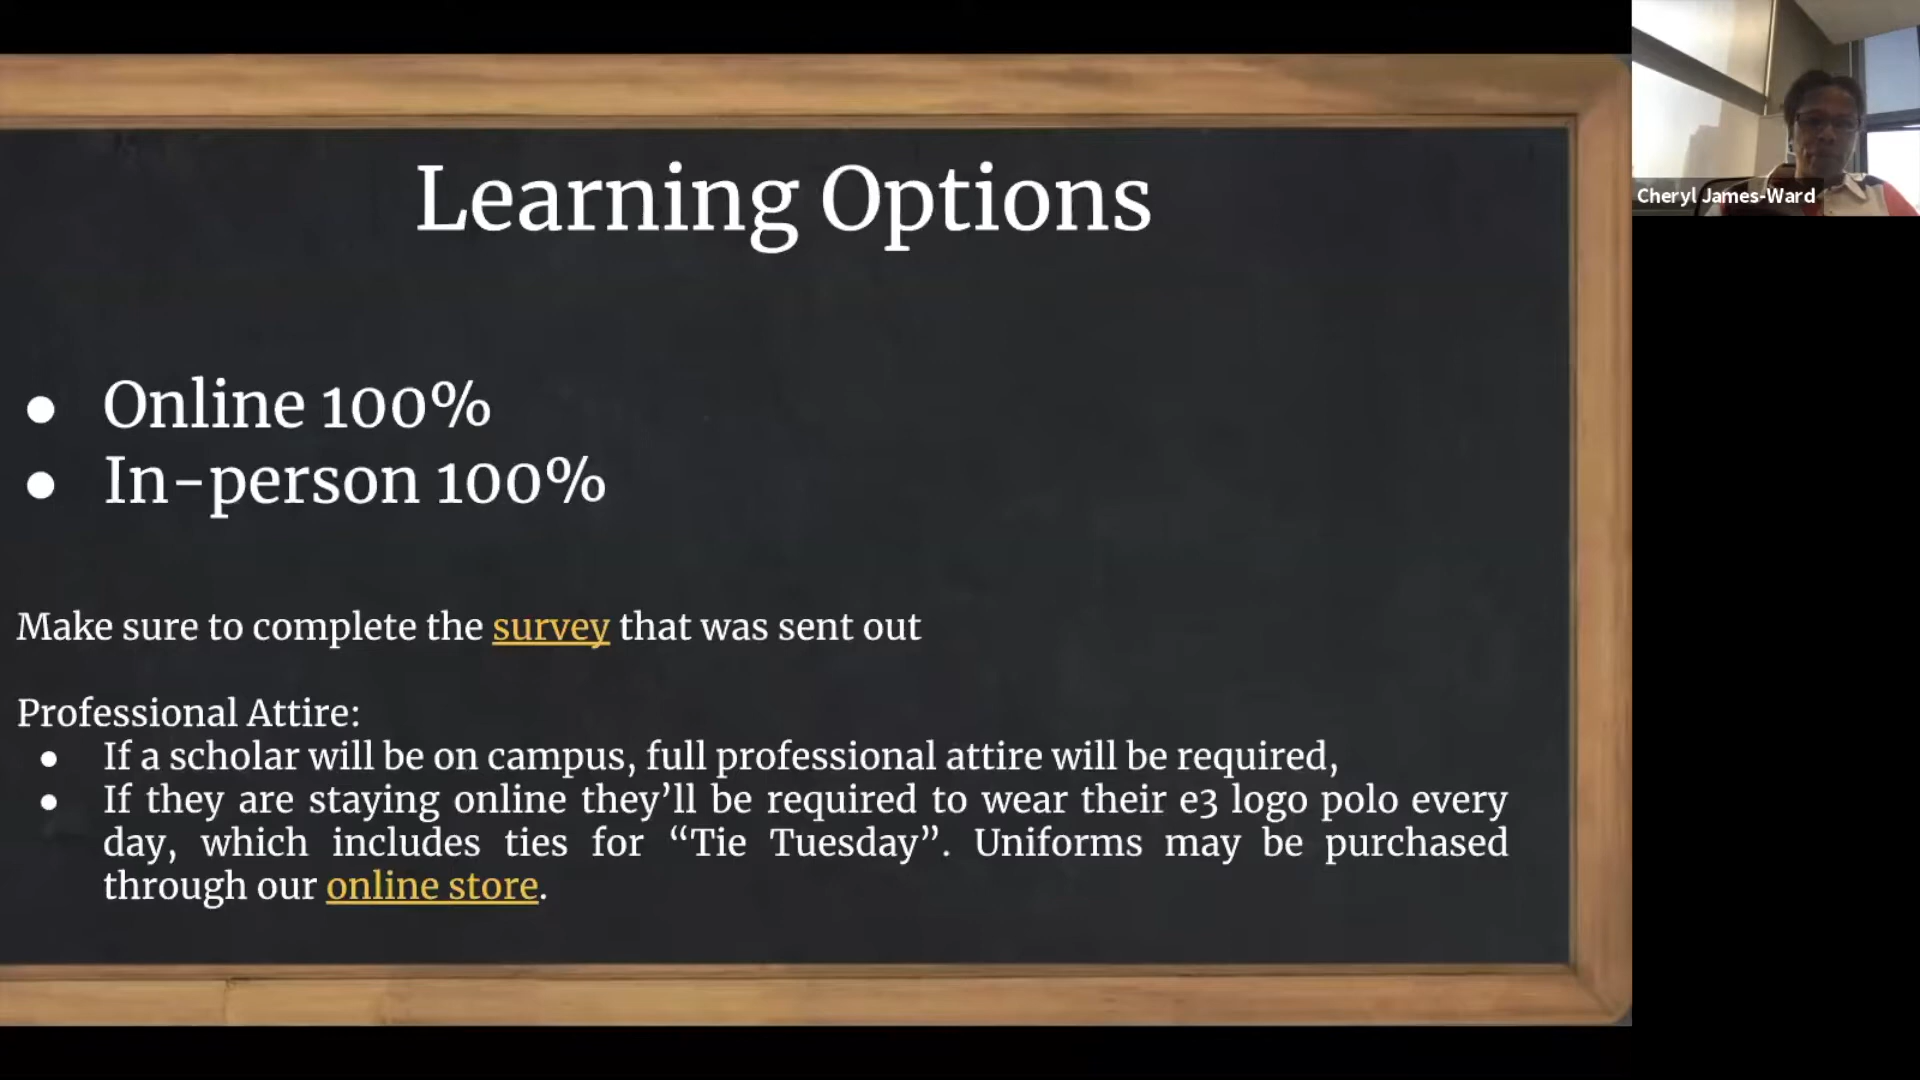 Learning Options
● Online 100%
● In-person 100%
Make sure to complete the survey that was sent out
Professional Attire:
● If a scholar will be on campus, full professional attire will be required,
● If they are staying online they’ll be required to wear their e3 logo polo every
day, which includes ties for “Tie Tuesday”. Uniforms may be purchased
through our online store.
Cheryl James-Ward